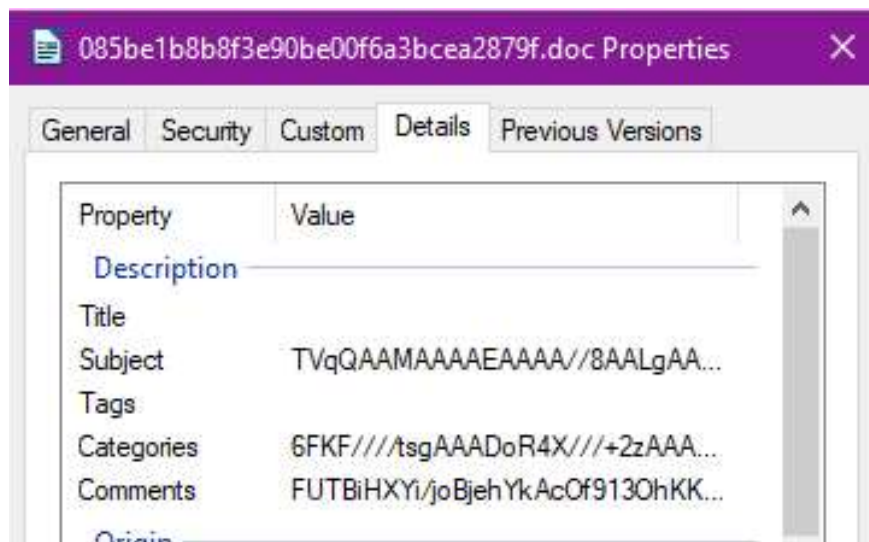 085be1b8b8f3e90be00f6a3bcea2879f.doc Properties
General Security Custom Details Previous Versions
Property Value
Description
Title
Subject TVqQAAMAAAAEAAAA//8AALgAA...
Tags
Categories 6FKF////tsgAAADoR4X///+2zAAA...
Comments FUTBiHXYi/joBjehYkAcOf913OhKK...
Origin